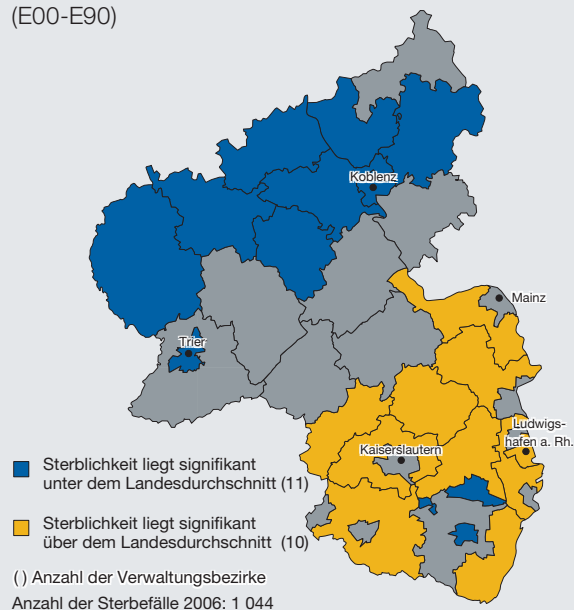 (E00-E90)
Koblenz
Mainz
Trier
Ludwigs-
hafen a. Rh.
Kaiserslautern
Sterblichkeit liegt signifikant
unter dem Landesdurchschnitt (11)
Sterblichkeit liegt signifikant
über dem Landesdurchschnitt (10)
( ) Anzahl der Verwaltungsbezirke
Anzahl der Sterbefälle 2006: 1 044